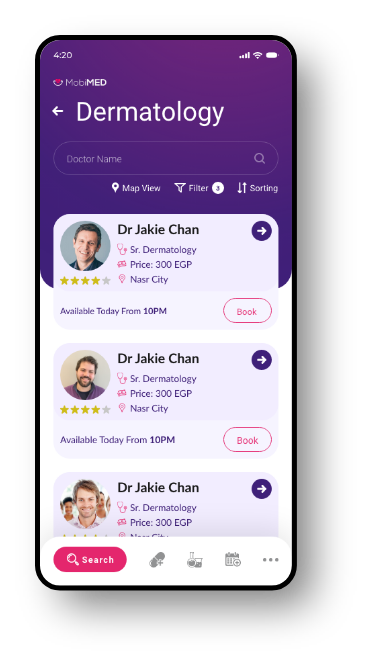 4:20
MobiMED
Dermatology
Doctor Name
Map View Filter 3 Sorting
Dr Jakie Chan
Sr. Dermatology
Price: 300 EGP
Nasr City
Available Today From 10PM Book
Dr Jakie Chan
Sr. Dermatology
Price: 300 EGP
Nasr City
Available Today From 10PM Book
Dr Jakie Chan
Sr. Dermatology
Price: 300 EGP
Search